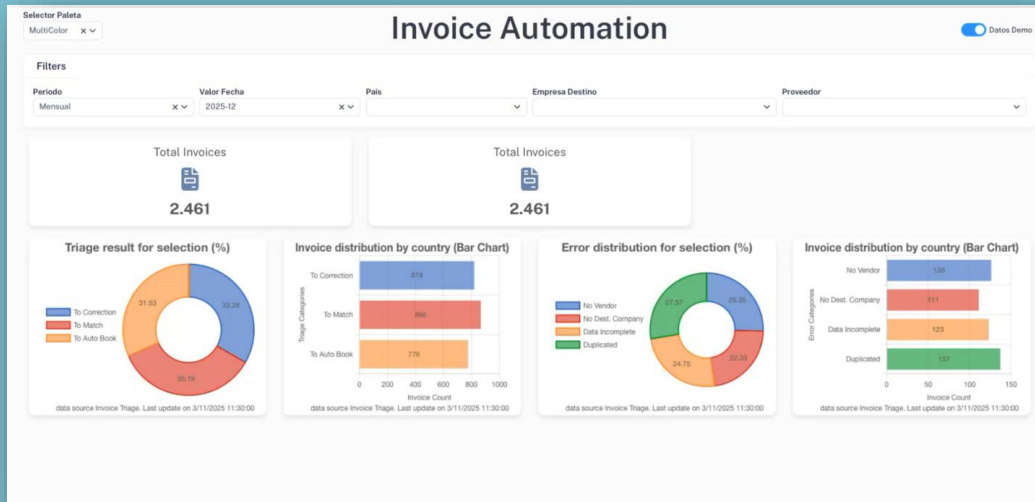 Selector Paleta
MultiColor
Invoice Automation
Datos Demo
Filters
Periodo
Mensual
Valor Fecha
2025-12
País
Empresa Destino
Proveedor
Total Invoices
2.461
Total Invoices
2.461
Triage result for selection (%)
To Correction
To Match
To Auto Book
31.53
33.28
35.19
data source Invoice Triage. Last update on 3/11/2025 11:30:00
Invoice distribution by country (Bar Chart)
Triage Categories
To Correction
819
To Match
866
To Auto Book
776
0 200 400 600 800 1000
Invoice Count
data source Invoice Triage. Last update on 3/11/2025 11:30:00
Error distribution for selection (%)
No Vendor
No Dest. Company
Data Incomplete
Duplicated
27.57
25.35
24.75
22.33
data source Invoice Triage. Last update on 3/11/2025 11:30:00
Invoice distribution by country (Bar Chart)
Error Categories
No Vendor
126
No Dest. Company
111
Data Incomplete
123
Duplicated
137
0 50 100 150
Invoice Count
data source Invoice Triage. Last update on 3/11/2025 11:30:00